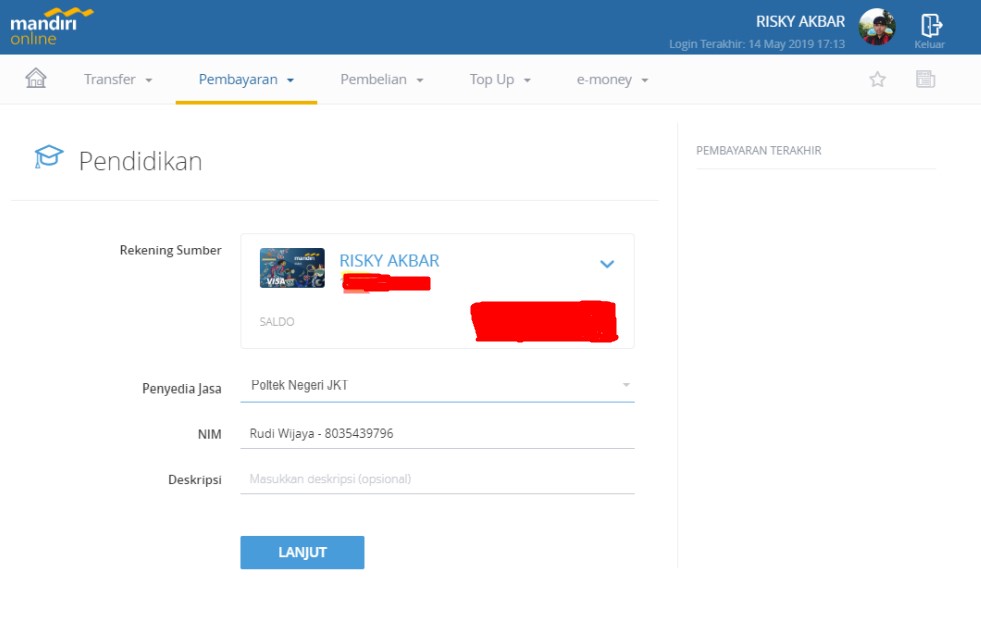 mandiri
online
RISKY AKBAR
Login Terakhir: 14 May 2019 17:13
Keluar
Transfer
Pembayaran
Pembelian
Top Up
e-money
Pendidikan
PEMBAYARAN TERAKHIR
Rekening Sumber
mandiri
VISA
RISKY AKBAR
SALDO
Penyedia Jasa
Poltek Negeri JKT
NIM
Rudi Wijaya - 8035439796
Deskripsi
Masukkan deskripsi (opsional)
LANJUT